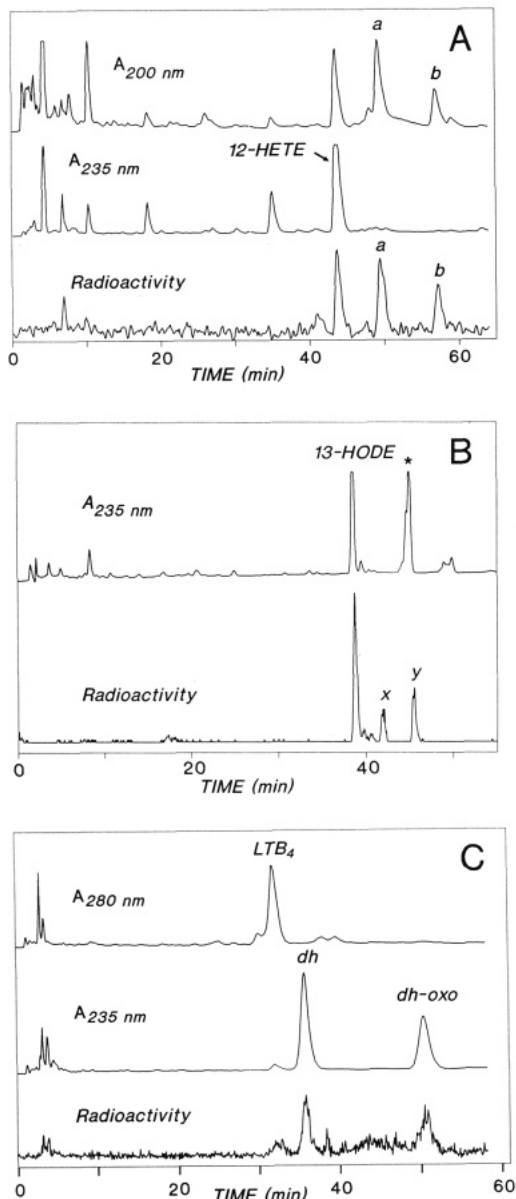 A
a
A200 nm
b
12-HETE
A235 nm
a
b
Radioactivity
0 20 40 60
TIME (min)
B
13-HODE
*
A235 nm
y
x
Radioactivity
0 20 40
TIME (min)
C
LTB4
A280 nm
dh
dh-oxo
A235 nm
Radioactivity
0 20 40 60
TIME (min)